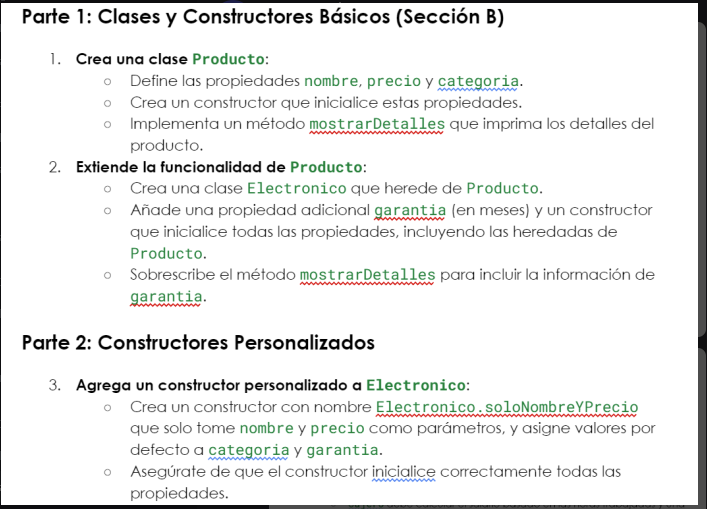 Parte 1: Clases y Constructores Básicos (Sección B)
1. Crea una clase Producto:
○ Define las propiedades nombre, precio y categoria.
○ Crea un constructor que inicialice estas propiedades.
○ Implementa un método mostrarDetalles que imprima los detalles del
producto.
2. Extiende la funcionalidad de Producto:
○ Crea una clase Electronico que herede de Producto.
○ Añade una propiedad adicional garantia (en meses) y un constructor
que inicialice todas las propiedades, incluyendo las heredadas de
Producto.
○ Sobrescribe el método mostrarDetalles para incluir la información de
garantia.
Parte 2: Constructores Personalizados
3. Agrega un constructor personalizado a Electronico:
○ Crea un constructor con nombre Electronico.soloNombreYPrecio
que solo tome nombre y precio como parámetros, y asigne valores por
defecto a categoria y garantia.
○ Asegúrate de que el constructor inicialice correctamente todas las
propiedades.